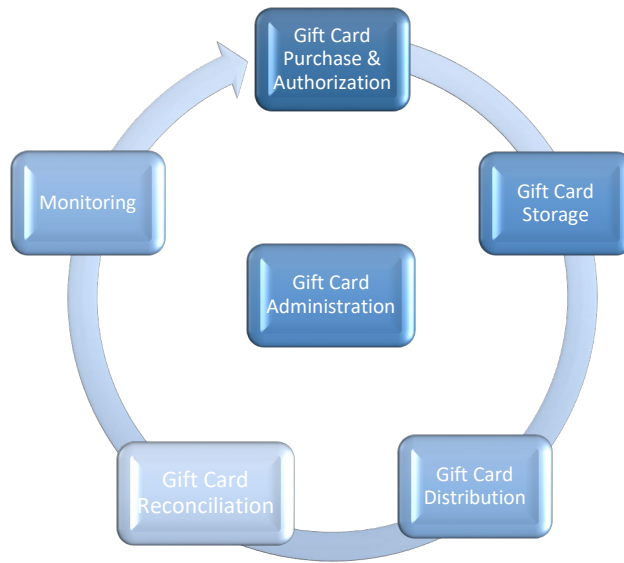 Gift Card
Purchase &
Authorization
Gift Card
Storage
Gift Card
Distribution
Gift Card
Reconciliation
Monitoring
Gift Card
Administration